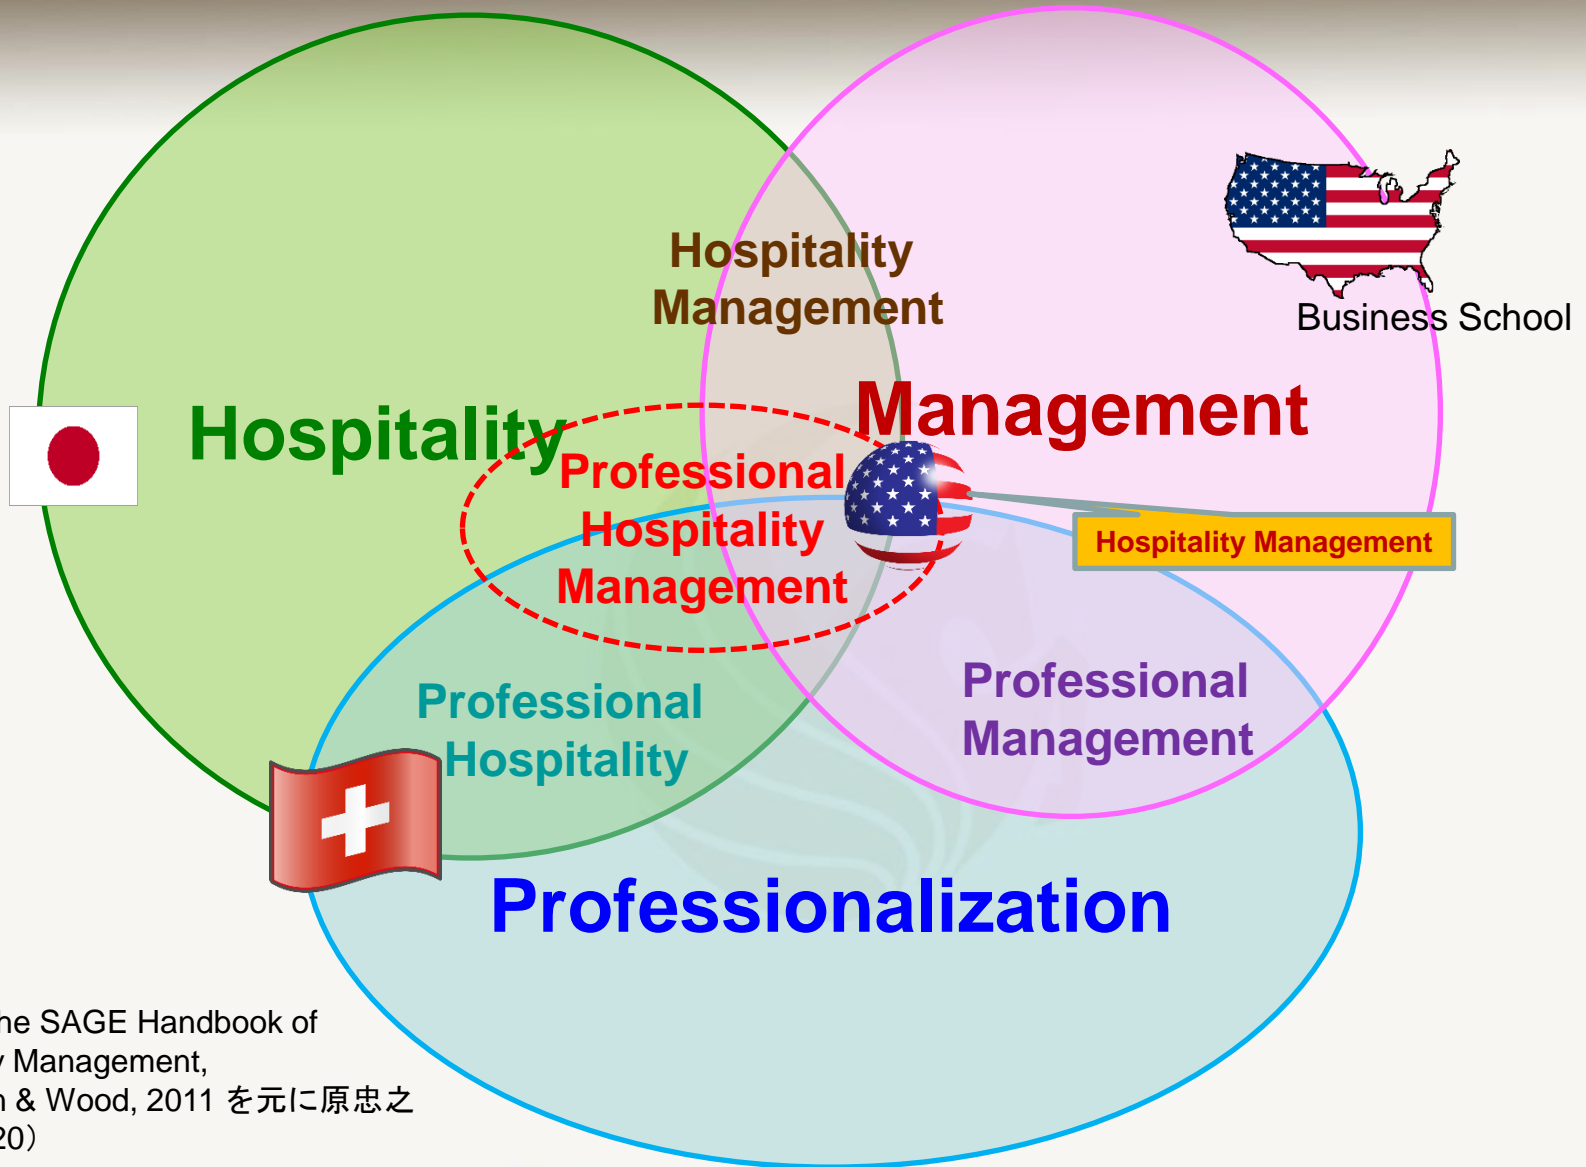 Hospitality
Management
Business School
Hospitality
Management
Professional
Hospitality
Management
Hospitality Management
Professional
Hospitality
Professional
Management
Professionalization
he SAGE Handbook of
y Management,
n & Wood, 2011 を元に原忠之
20）